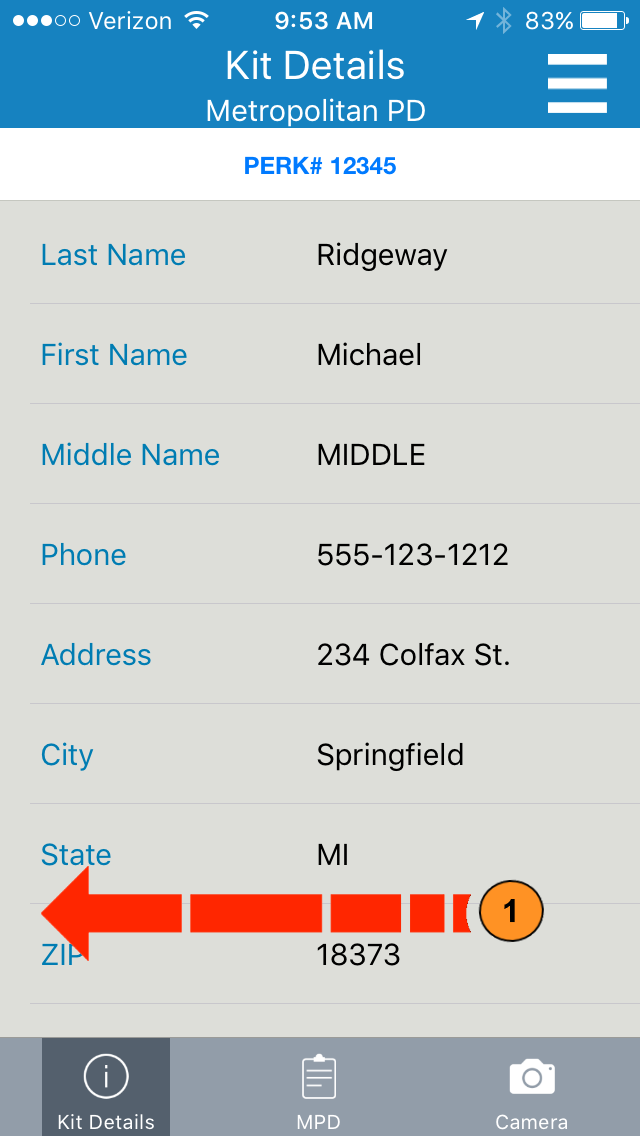 Verizon 9:53 AM 83%
Kit Details
Metropolitan PD
PERK# 12345
Last Name Ridgeway
First Name Michael
Middle Name MIDDLE
Phone 555-123-1212
Address 234 Colfax St.
City Springfield
State MI
1
ZIP 18373
Kit Details MPD Camera